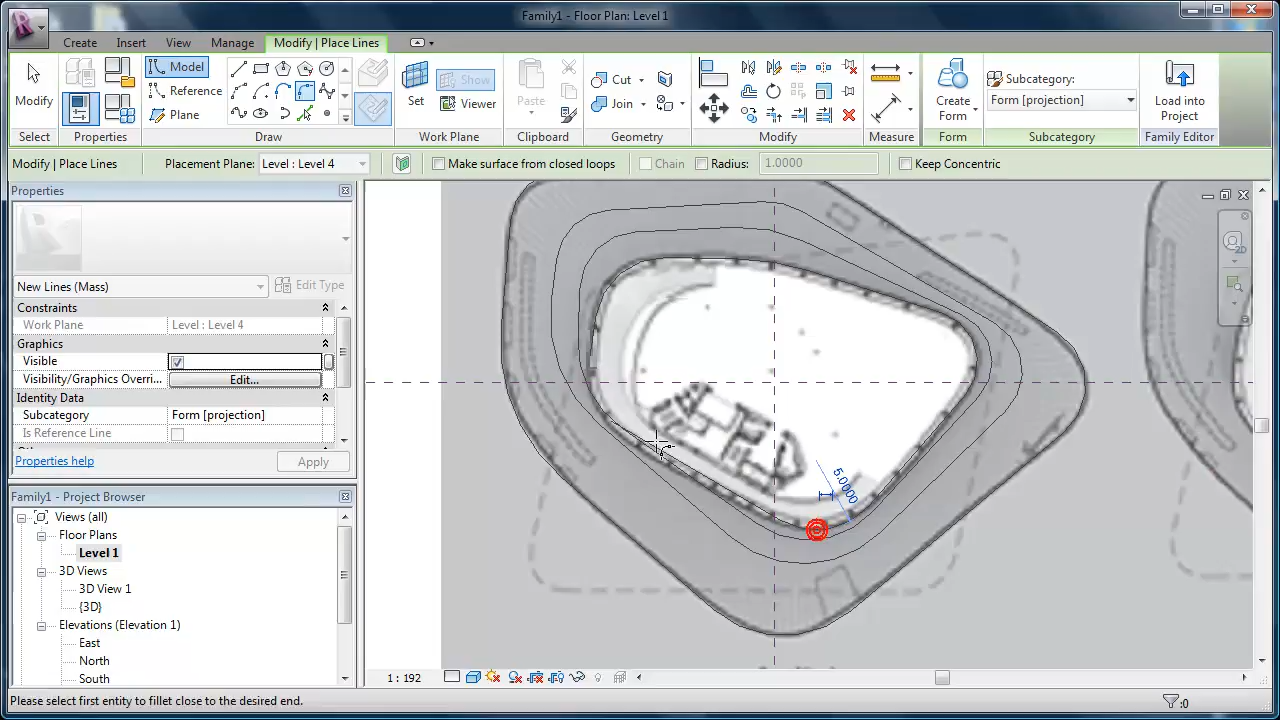 Family1 - Floor Plan: Level 1
Create Insert View Manage Modify | Place Lines
Modify
Select
Properties
Model
Reference
Plane
Draw
Set
Show
Viewer
Work Plane
Paste
Clipboard
Cut
Join
Geometry
Modify
Measure
Create
Form
Form
Subcategory:
Form [projection]
Subcategory
Load into
Project
Family Editor
Modify | Place Lines Placement Plane: Level : Level 4 Make surface from closed loops Chain Radius: 1.0000 Keep Concentric
Properties
New Lines (Mass) Edit Type
Constraints
Work Plane Level : Level 4
Graphics
Visible
Visibility/Graphics Overri... Edit...
Identity Data
Subcategory Form [projection]
Is Reference Line
Properties help Apply
Family1 - Project Browser
Views (all)
Floor Plans
Level 1
3D Views
3D View 1
{3D}
Elevations (Elevation 1)
East
North
South
5.0000
1 : 192
Please select first entity to fillet close to the desired end.
:0